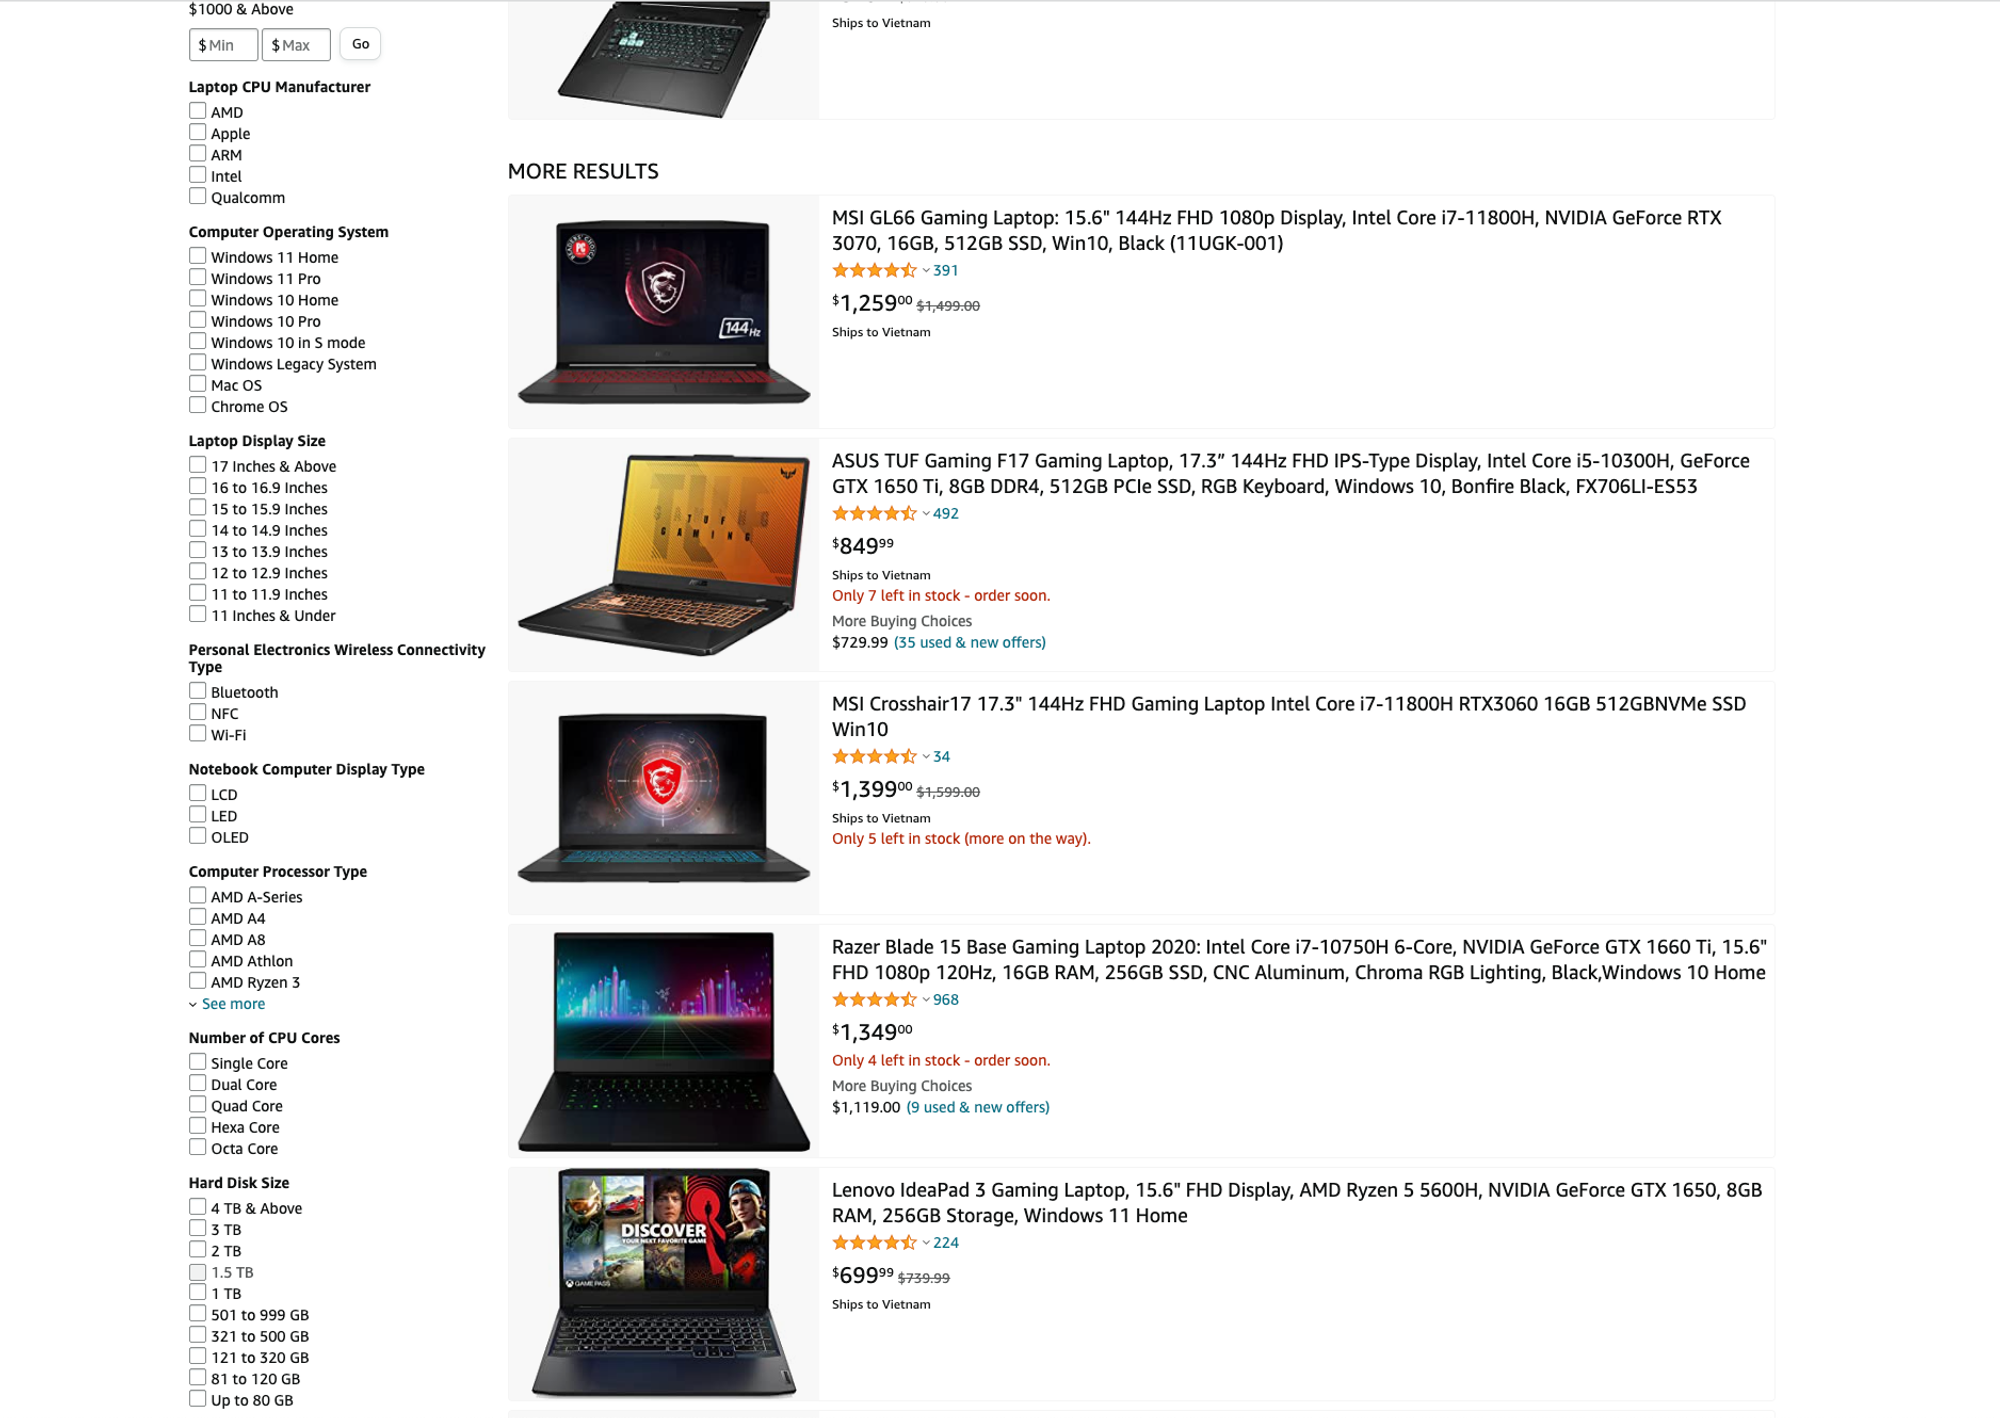 $1000 & Above
$ Min $ Max Go
Laptop CPU Manufacturer
AMD
Apple
ARM
Intel
Qualcomm
Computer Operating System
Windows 11 Home
Windows 11 Pro
Windows 10 Home
Windows 10 Pro
Windows 10 in S mode
Windows Legacy System
Mac OS
Chrome OS
Laptop Display Size
17 Inches & Above
16 to 16.9 Inches
15 to 15.9 Inches
14 to 14.9 Inches
13 to 13.9 Inches
12 to 12.9 Inches
11 to 11.9 Inches
11 Inches & Under
Personal Electronics Wireless Connectivity
Type
Bluetooth
NFC
Wi-Fi
Notebook Computer Display Type
LCD
LED
OLED
Computer Processor Type
AMD A-Series
AMD A4
AMD A8
AMD Athlon
AMD Ryzen 3
See more
Number of CPU Cores
Single Core
Dual Core
Quad Core
Hexa Core
Octa Core
Hard Disk Size
4 TB & Above
3 TB
2 TB
1.5 TB
1 TB
501 to 999 GB
321 to 500 GB
121 to 320 GB
81 to 120 GB
Up to 80 GB
Ships to Vietnam
MORE RESULTS
READERS' CHOICE
PC
144Hz
MSI GL66 Gaming Laptop: 15.6" 144Hz FHD 1080p Display, Intel Core i7-11800H, NVIDIA GeForce RTX
3070, 16GB, 512GB SSD, Win10, Black (11UGK-001)
391
$1,25900 $1,499.00
Ships to Vietnam
TUF
TUF
GAMING
ASUS TUF Gaming F17 Gaming Laptop, 17.3” 144Hz FHD IPS-Type Display, Intel Core i5-10300H, GeForce
GTX 1650 Ti, 8GB DDR4, 512GB PCIe SSD, RGB Keyboard, Windows 10, Bonfire Black, FX706LI-ES53
492
$84999
Ships to Vietnam
Only 7 left in stock - order soon.
More Buying Choices
$729.99 (35 used & new offers)
MSI Crosshair17 17.3" 144Hz FHD Gaming Laptop Intel Core i7-11800H RTX3060 16GB 512GBNVMe SSD
Win10
34
$1,39900 $1,599.00
Ships to Vietnam
Only 5 left in stock (more on the way).
Razer Blade 15 Base Gaming Laptop 2020: Intel Core i7-10750H 6-Core, NVIDIA GeForce GTX 1660 Ti, 15.6"
FHD 1080p 120Hz, 16GB RAM, 256GB SSD, CNC Aluminum, Chroma RGB Lighting, Black,Windows 10 Home
968
$1,34900
Only 4 left in stock - order soon.
More Buying Choices
$1,119.00 (9 used & new offers)
DISCOVER
YOUR NEXT FAVORITE GAME
GAME PASS
Lenovo IdeaPad 3 Gaming Laptop, 15.6" FHD Display, AMD Ryzen 5 5600H, NVIDIA GeForce GTX 1650, 8GB
RAM, 256GB Storage, Windows 11 Home
224
$69999 $739.99
Ships to Vietnam